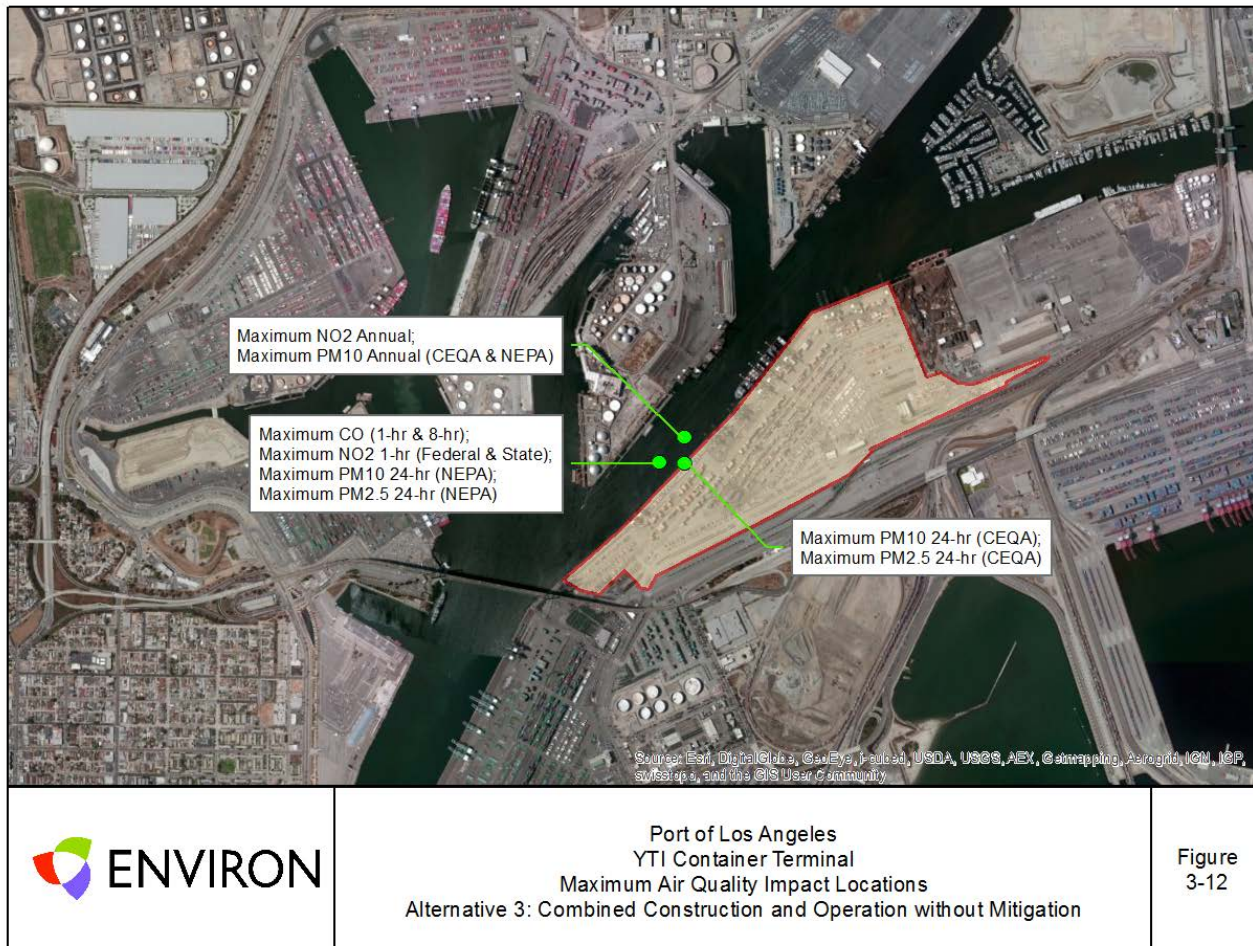 Maximum NO2 Annual;
Maximum PM10 Annual (CEQA & NEPA)
Maximum CO (1-hr & 8-hr);
Maximum NO2 1-hr (Federal & State);
Maximum PM10 24-hr (NEPA);
Maximum PM2.5 24-hr (NEPA)
Maximum PM10 24-hr (CEQA);
Maximum PM2.5 24-hr (CEQA)
Source: Esri, DigitalGlobe, GeoEye, i-cubed, USDA, USGS, AEX, Getmapping, Aerogrid, IGN, IGP,
swisstopo, and the GIS User Community
ENVIRON
Port of Los Angeles
YTI Container Terminal
Maximum Air Quality Impact Locations
Alternative 3: Combined Construction and Operation without Mitigation
Figure
3-12